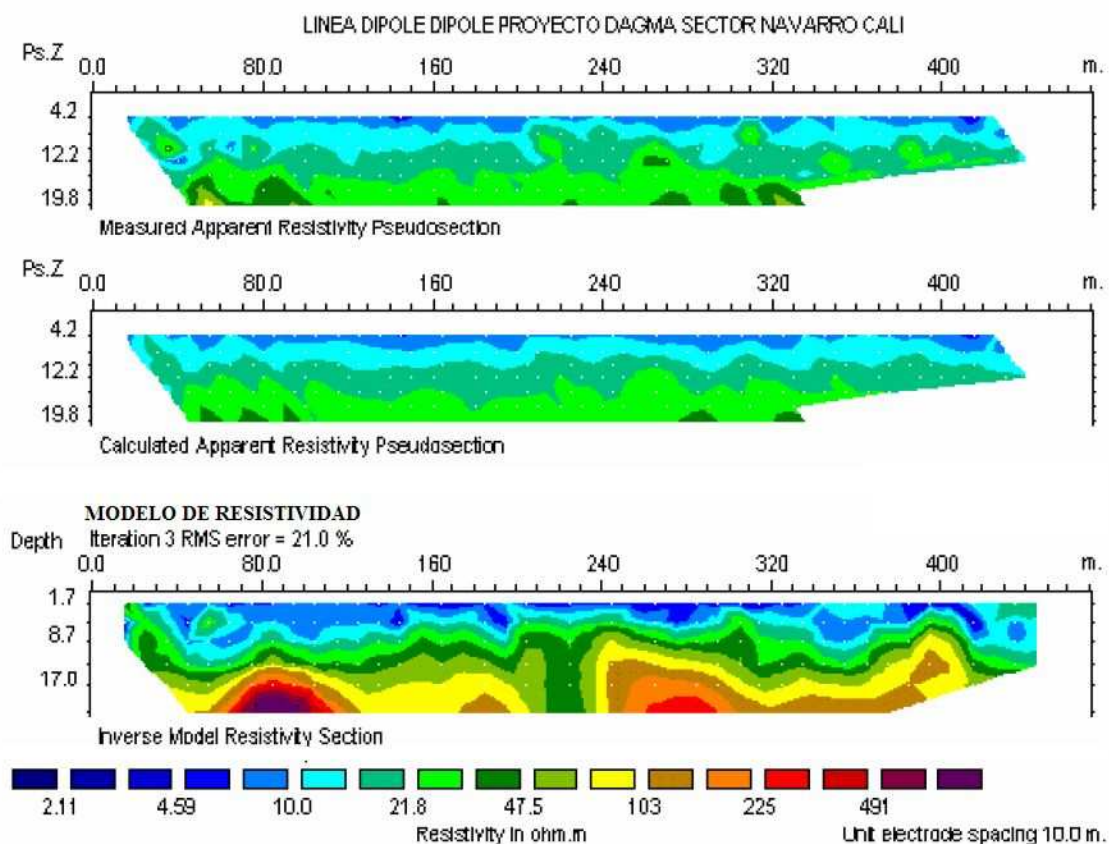 LINEA DIPOLE DIPOLE PROYECTO DAGMA SECTOR NAVARRO CALI
Ps.Z 0.0 80.0 160 240 320 400 m.
4.2
12.2
19.8
Measured Apparent Resistivity Pseudosection
Ps.Z 0.0 80.0 160 240 320 400 m.
4.2
12.2
19.8
Calculated Apparent Resistivity Pseudosection
MODELO DE RESISTIVIDAD
Depth Iteration 3 RMS error = 21.0 %
0.0 80.0 160 240 320 400 m.
1.7
8.7
17.0
Inverse Model Resistivity Section
2.11 4.59 10.0 21.8 47.5 103 225 491
Resistivity in ohm.m Unit electrode spacing 10.0 m.